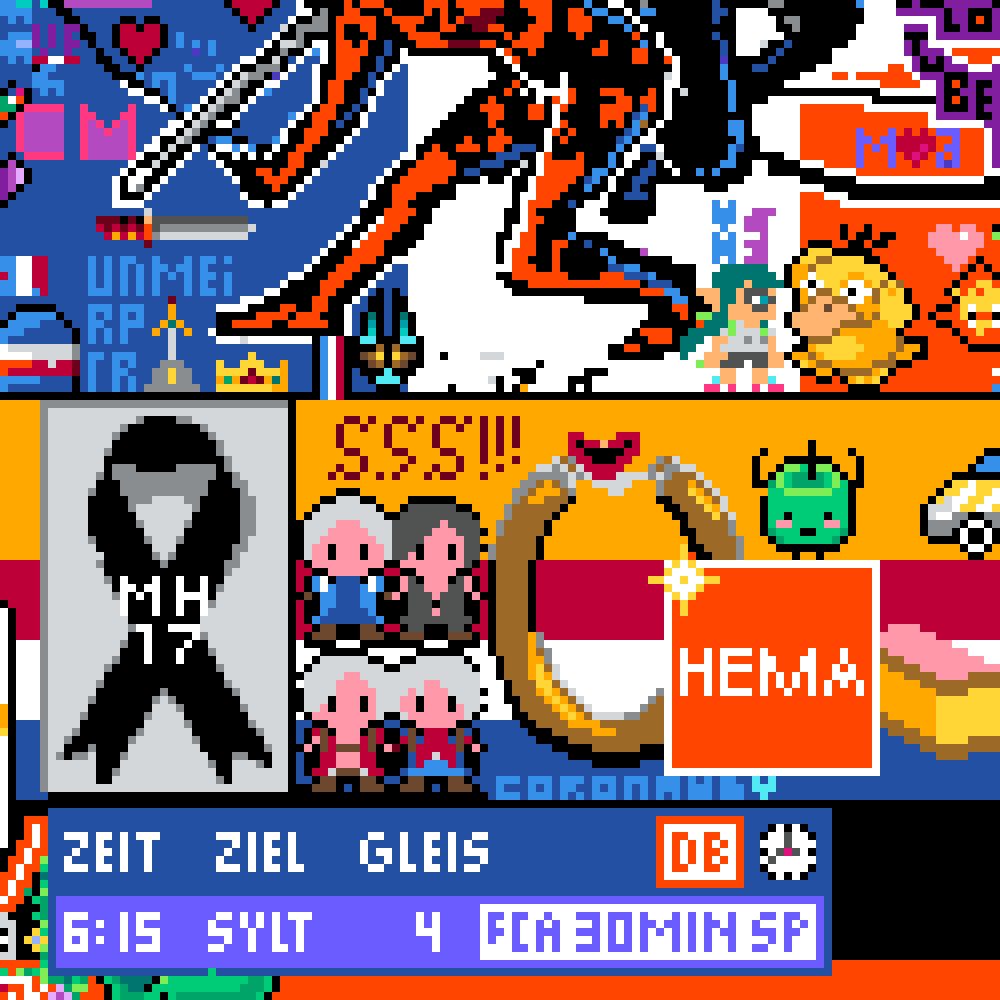 LO
BE
M
UNMEi
RP
CR
SSS!!!
MH
17
HEMA
ZEIT ZIEL GLEIS DB
6:15 SYLT 4 FCA 30MIN SP